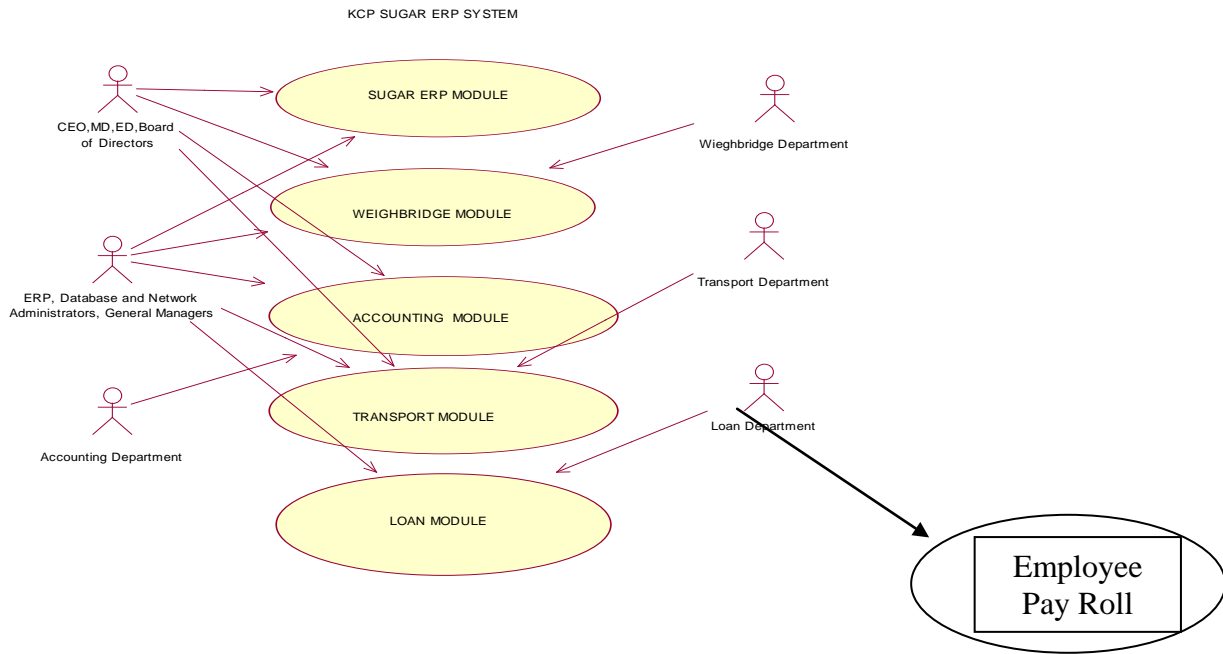 KCP SUGAR ERP SYSTEM
SUGAR ERP MODULE
CEO,MD,ED,Board
of Directors
Wieghbridge Department
WEIGHBRIDGE MODULE
ERP, Database and Network
Administrators, General Managers
Transport Department
ACCOUNTING MODULE
TRANSPORT MODULE
Loan Department
Accounting Department
LOAN MODULE
Employee
Pay Roll